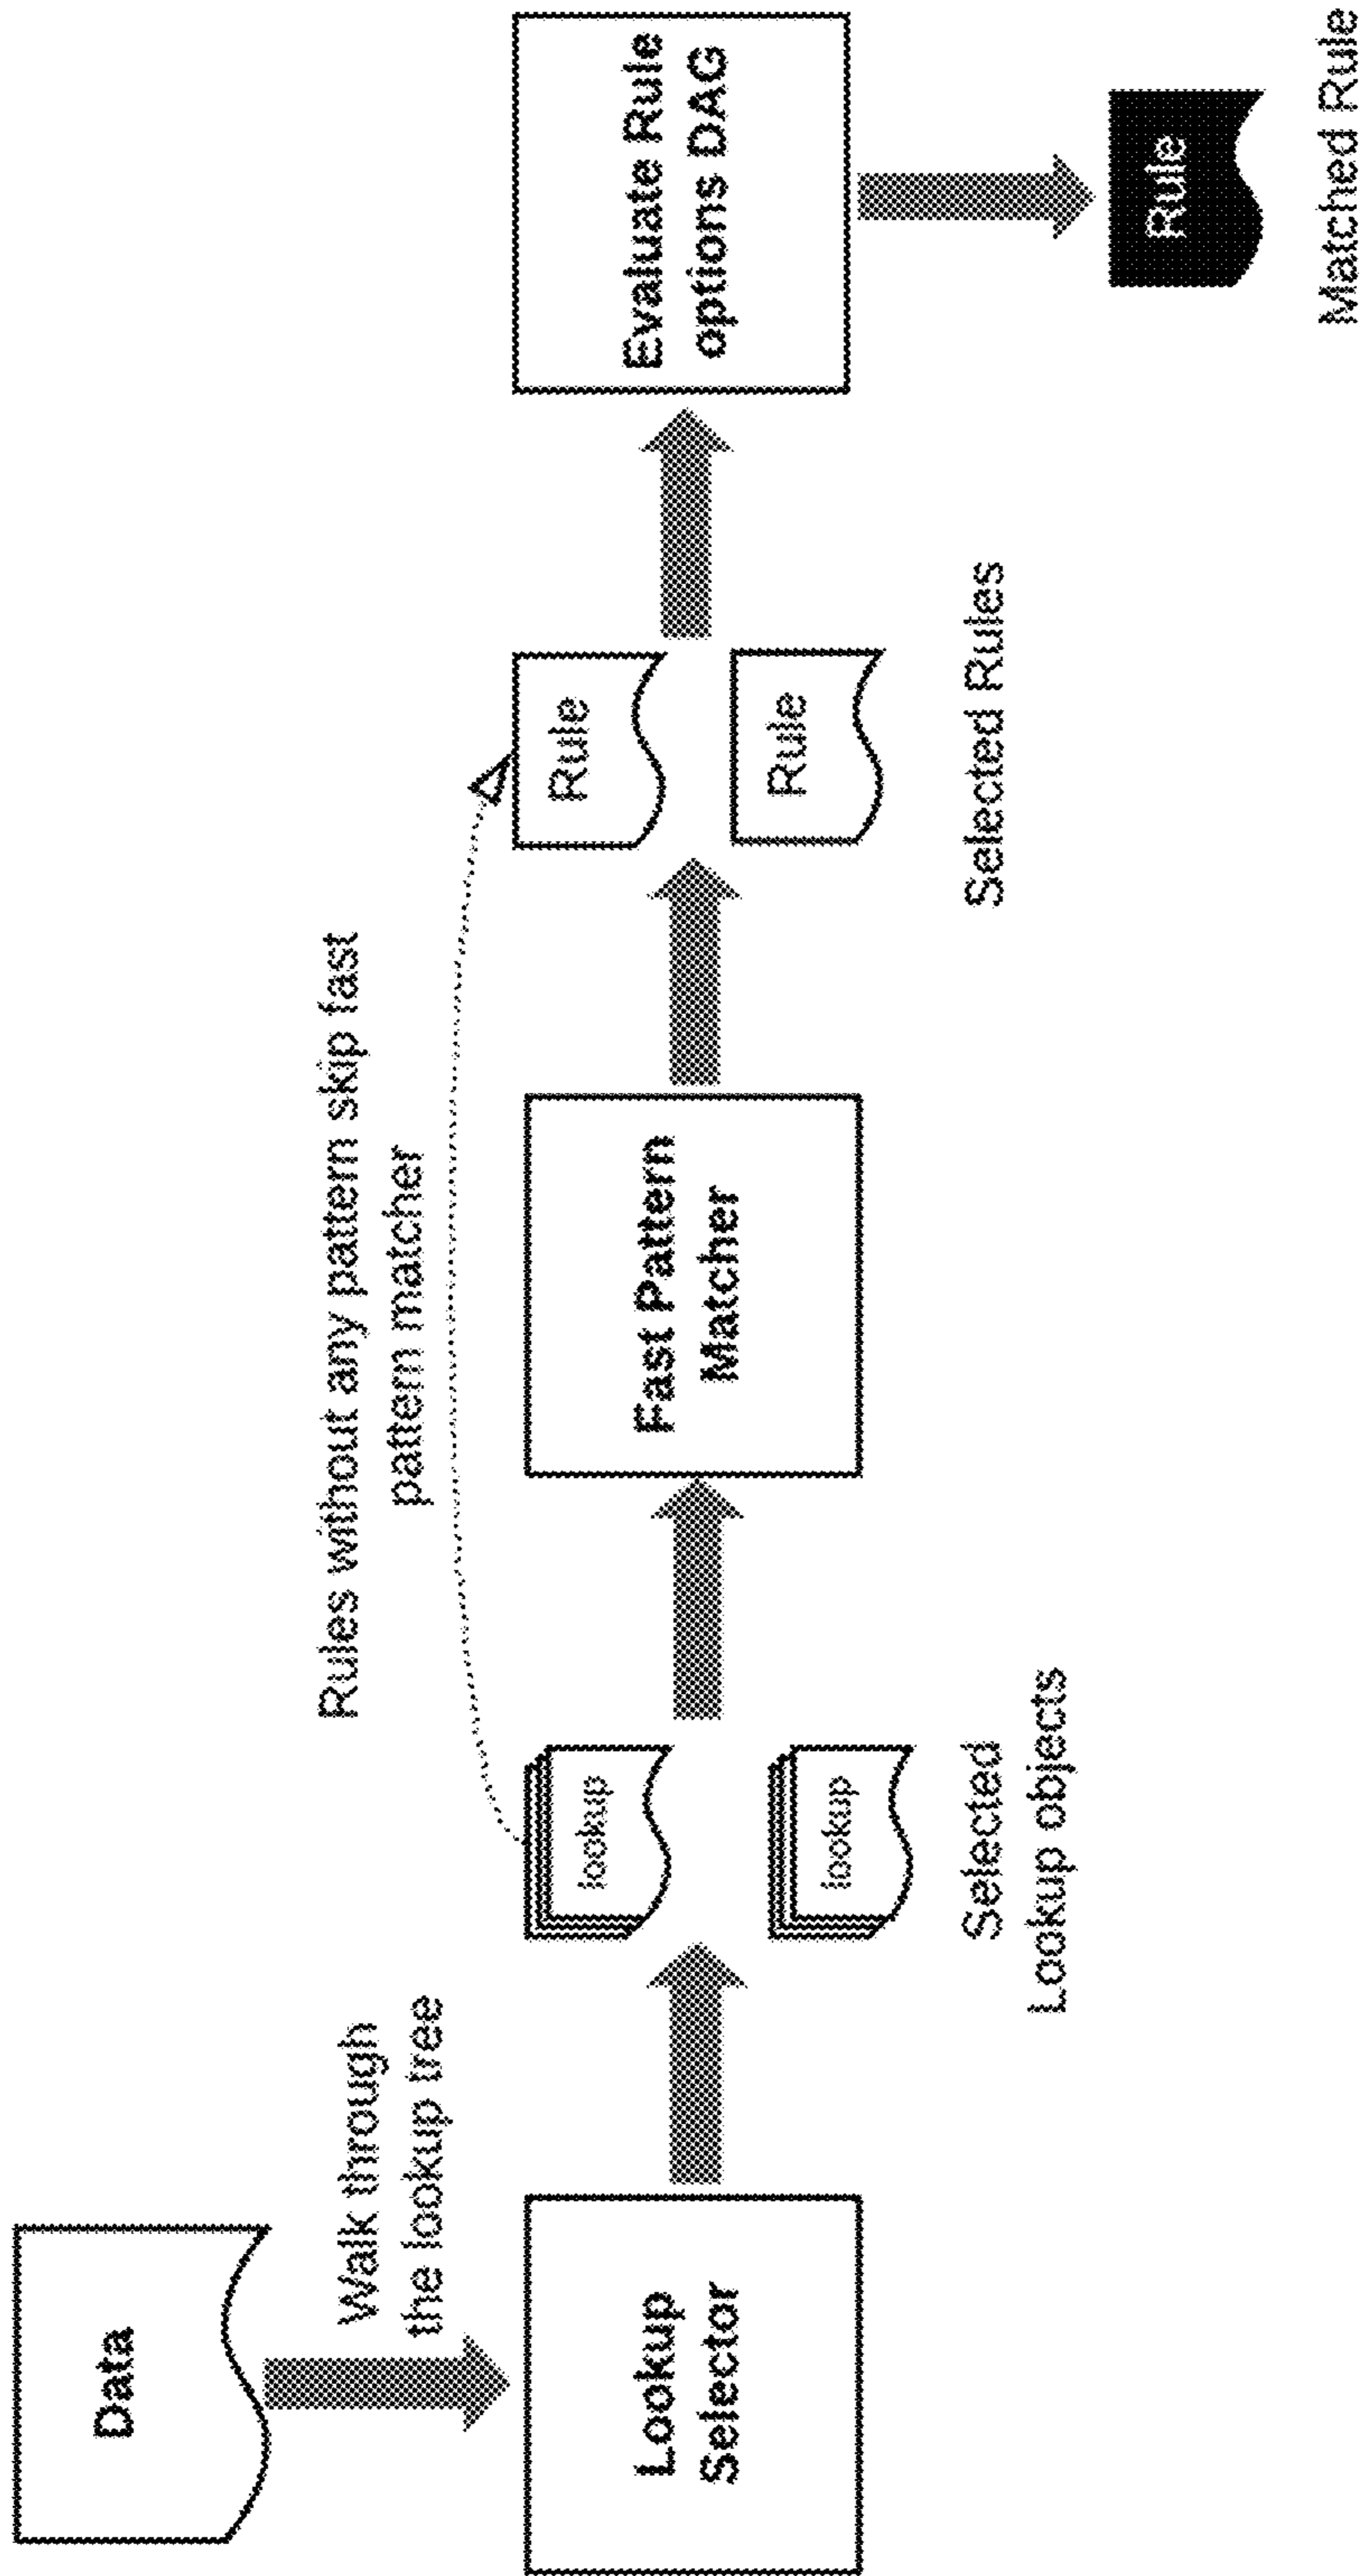 Data
Walk through
the lookup tree
Lookup
Selector
lookup
lookup
Selected
Lookup objects
Rules without any pattern skip fast
pattern matcher
Fast Pattern
Matcher
Rule
Rule
Selected Rules
Evaluate Rule
options DAG
Rule
Matched Rule